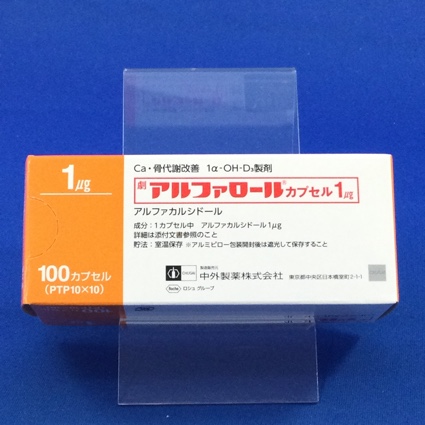 1μg
100カプセル
(PTP10×10)
Ca・骨代謝改善 1α-OH-D₃製剤
劇 アルファロール®カプセル1μg
アルファカルシドール
成分：1カプセル中 アルファカルシドール1μg
詳細は添付文書参照のこと
貯法：室温保存 ※アルミピロー包装開封後は遮光して保存すること
製造販売元
中外製薬株式会社 東京都中央区日本橋室町2-1-1
Roche ロシュ グループ